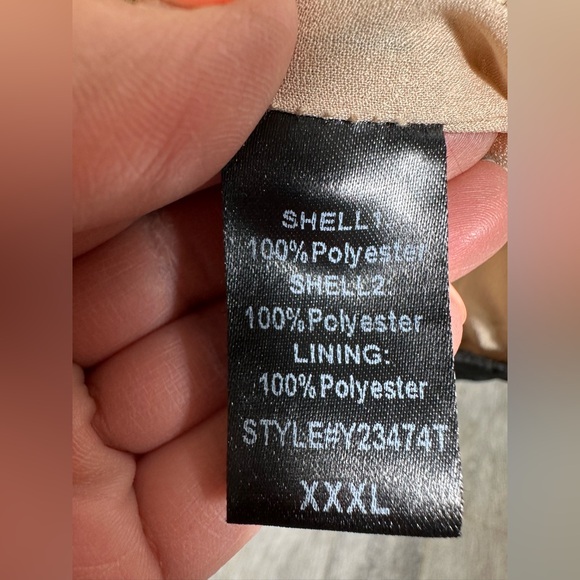 SHELL1:
100%Polyester
SHELL2:
100%Polyester
LINING:
100%Polyester
STYLE#Y23474T
XXXL